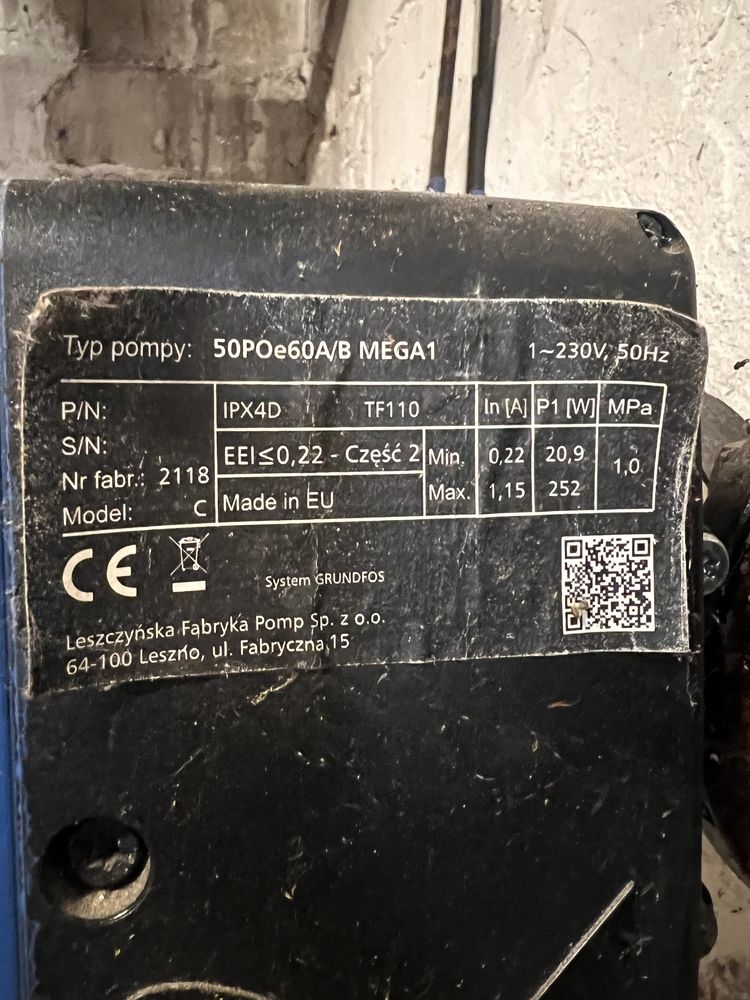 Typ pompy: 50POe60A/B MEGA1 1~230V, 50Hz
P/N: IPX4D TF110 In [A] P1 [W] MPa
S/N:
EEI≤0,22 - Część 2 Min. 0,22 20,9 1,0
Nr fabr.: 2118
Model: C Made in EU Max. 1,15 252
CE
System GRUNDFOS
Leszczyńska Fabryka Pomp Sp. z o.o.
64-100 Leszno, ul. Fabryczna 15